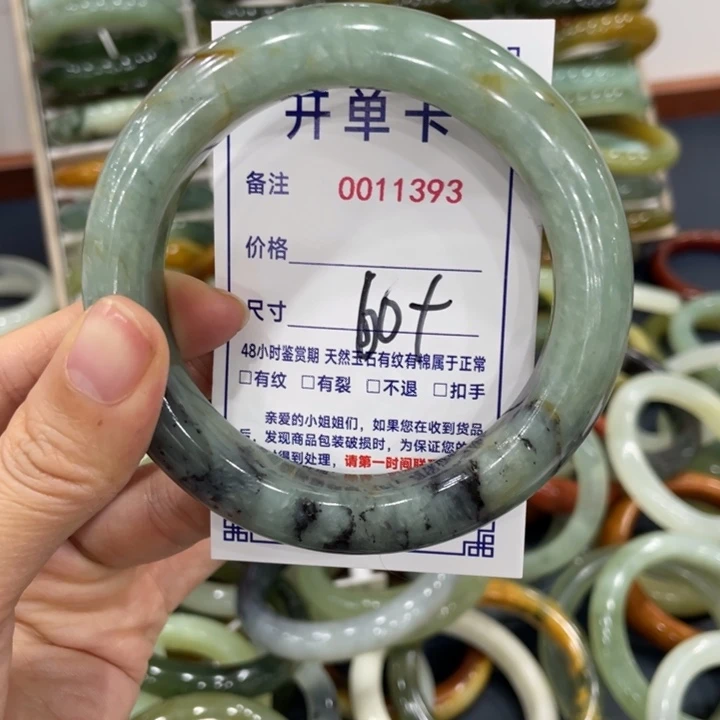 开单卡
备注 0011393
价格
尺寸 60+
48小时鉴赏期 天然玉石有纹有棉属于正常
□有纹 □有裂 □不退 □扣手
亲爱的小姐姐们，如果您在收到货品
后，发现商品包装破损时，为保证您的
得到处理，请第一时间联